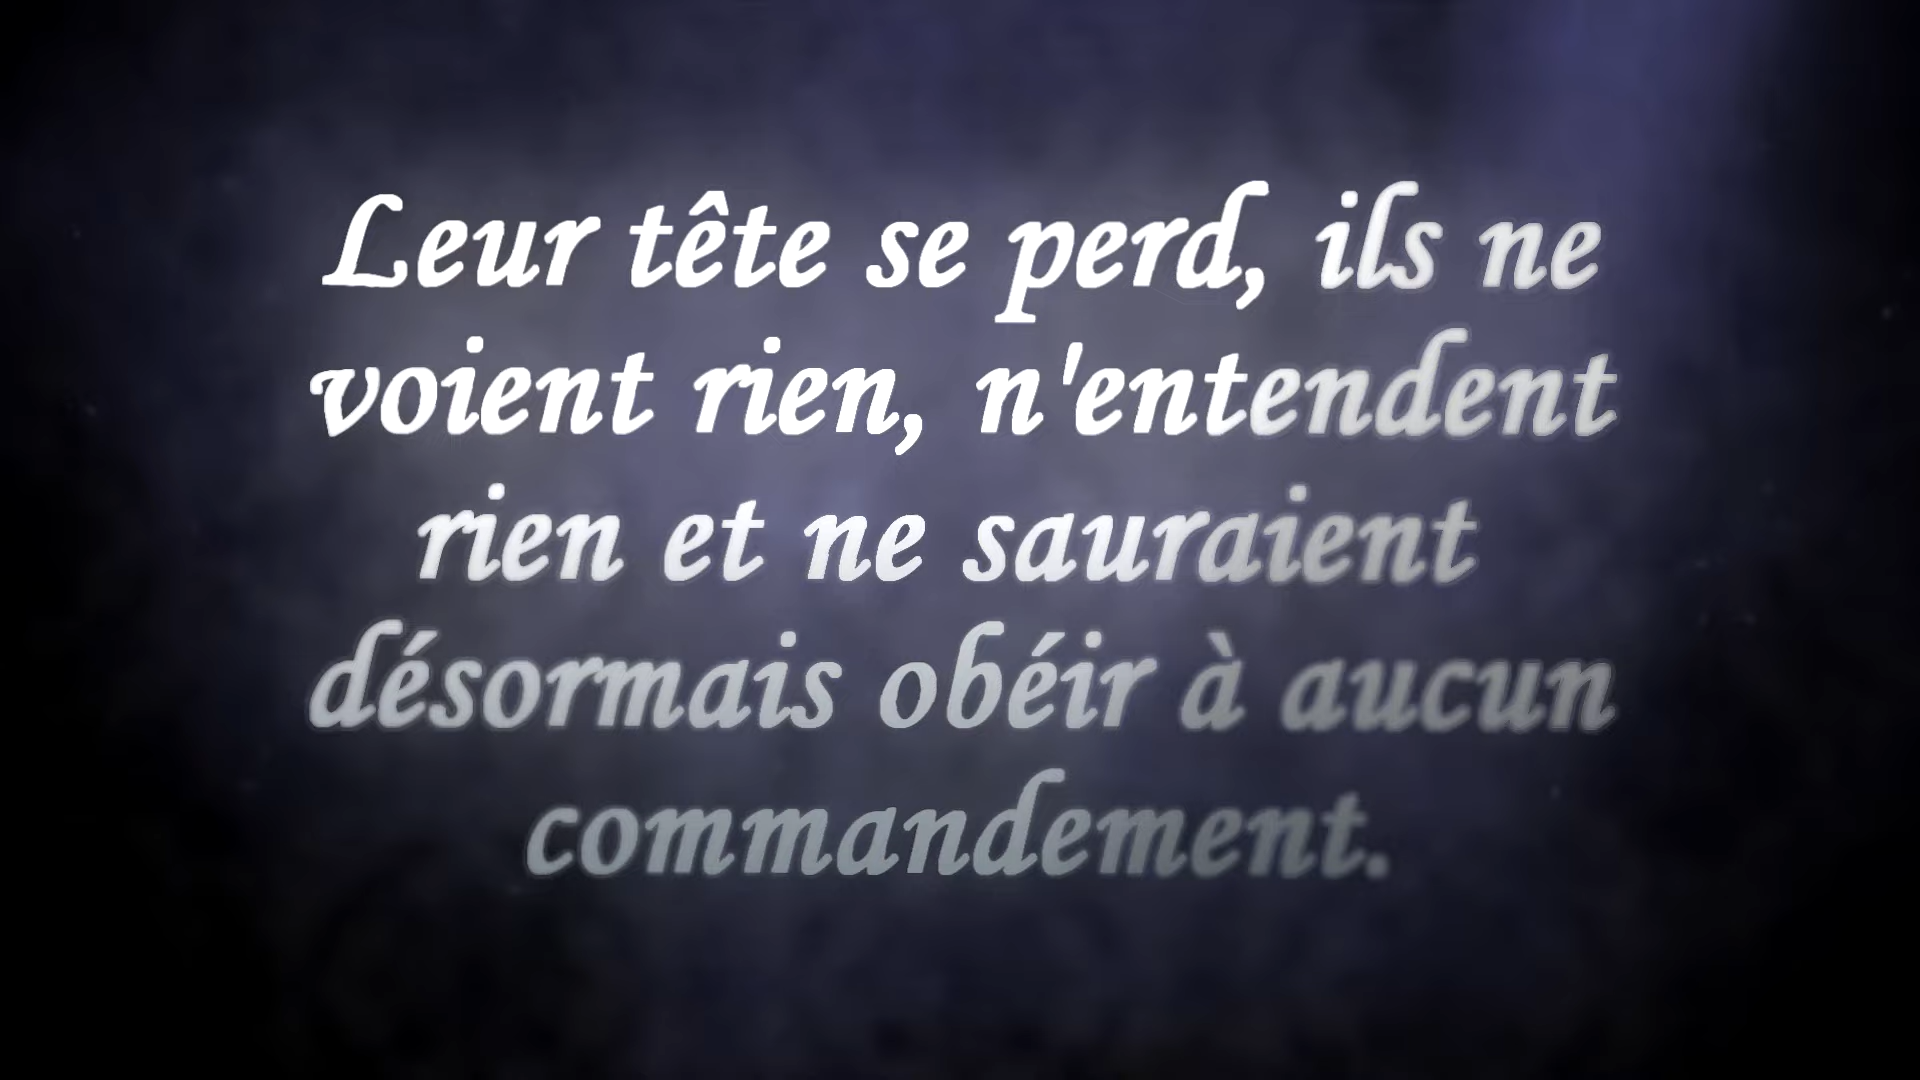 Leur tête se perd, ils ne
voient rien, n'entendent
rien et ne sauraient
désormais obéir à aucun
commandement.